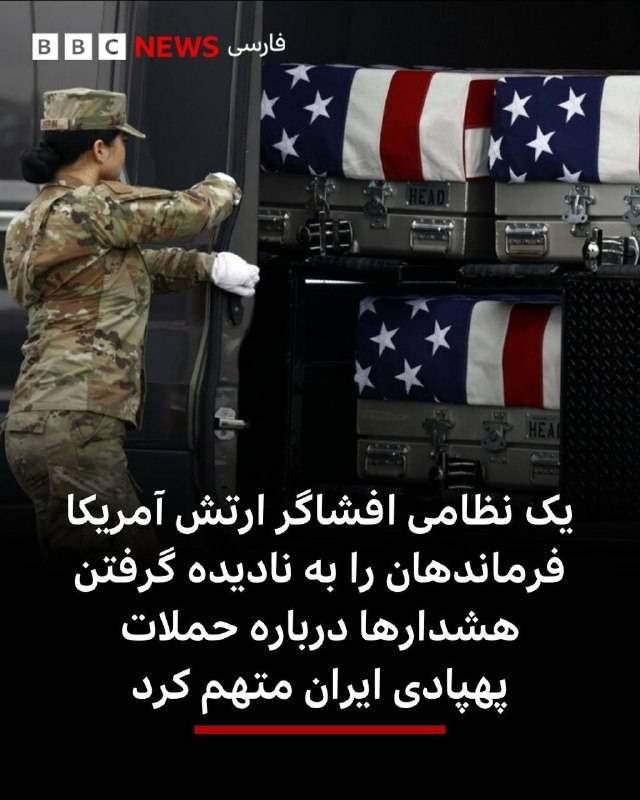 BBC NEWS فارسی
HEAD
HEA
یک نظامی افشاگر ارتش آمریکا
فرماندهان را به نادیده گرفتن
هشدارها درباره حملات
پهپادی ایران متهم کرد